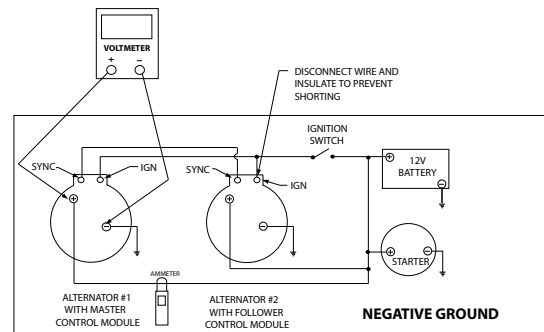 VOLTMETER
+ −
DISCONNECT WIRE AND
INSULATE TO PREVENT
SHORTING
IGNITION
SWITCH
SYNC
IGN
SYNC
IGN
+
12V
BATTERY
−
+
−
+
−
+
−
STARTER
AMMETER
ALTERNATOR #1
WITH MASTER
CONTROL MODULE
ALTERNATOR #2
WITH FOLLOWER
CONTROL MODULE
NEGATIVE GROUND